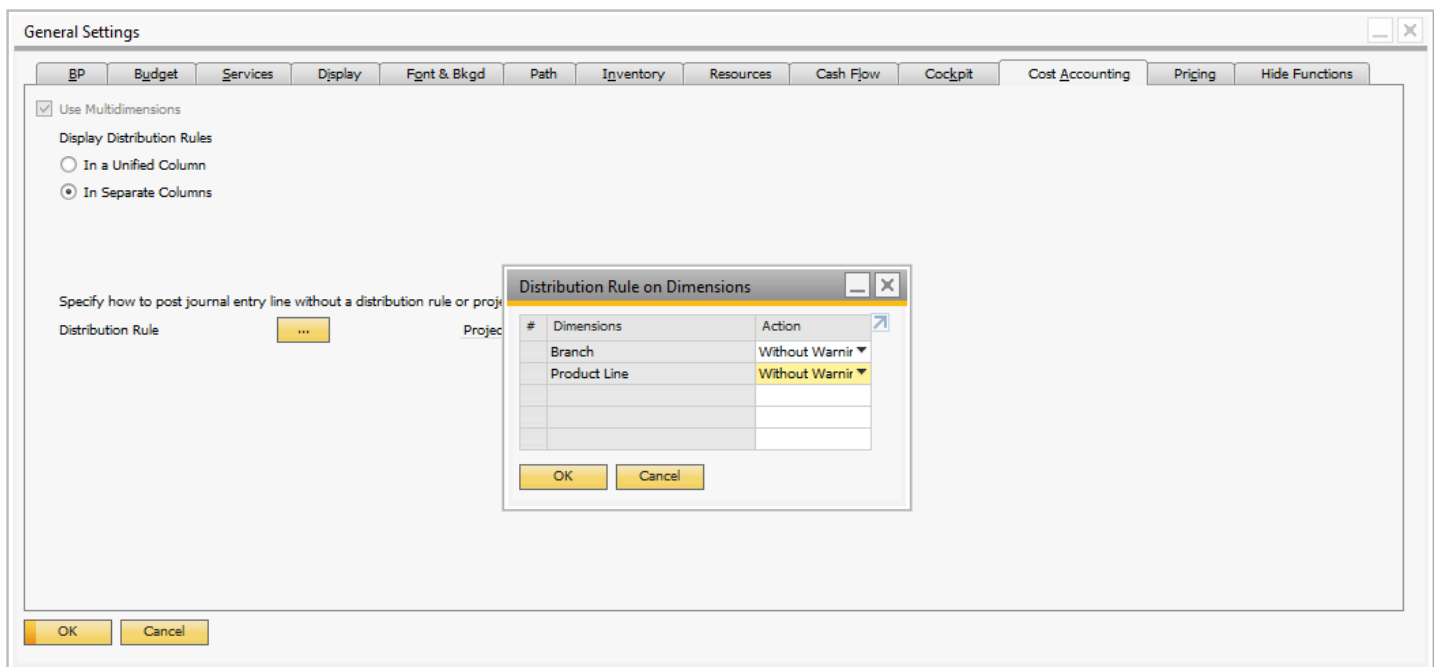 General Settings
BP Budget Services Display Font & Bkgd Path Inventory Resources Cash Flow Cockpit Cost Accounting Pricing Hide Functions
Use Multidimensions
Display Distribution Rules
In a Unified Column
In Separate Columns
Specify how to post journal entry line without a distribution rule or proje
Distribution Rule ... Projec
Distribution Rule on Dimensions
# Dimensions Action
Branch Without Warnir
Product Line Without Warnir
OK Cancel
OK Cancel